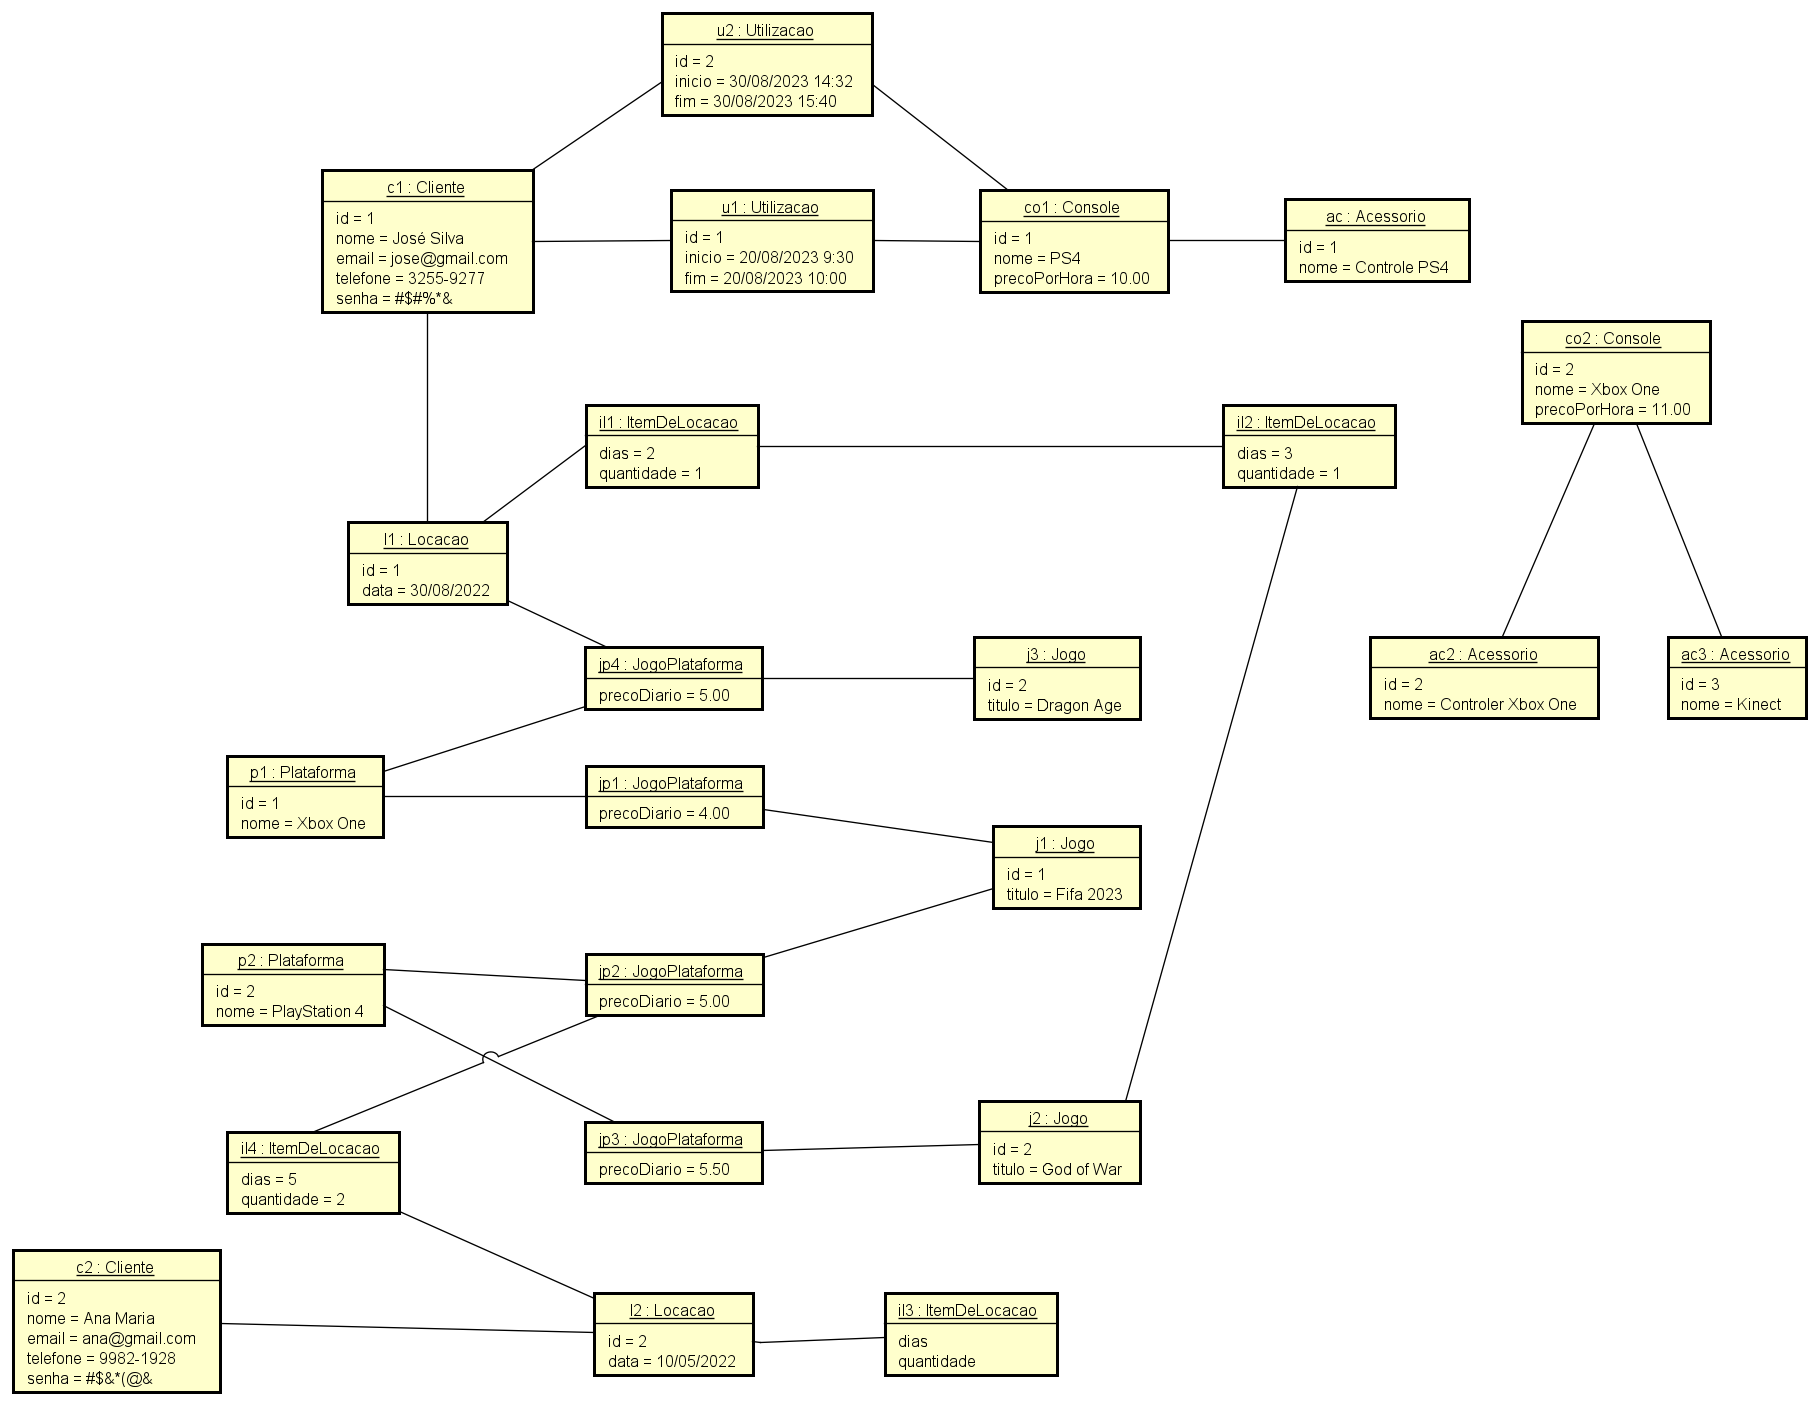 u2 : Utilizacao
id = 2
inicio = 30/08/2023 14:32
fim = 30/08/2023 15:40
c1 : Cliente
id = 1
nome = José Silva
email = jose@gmail.com
telefone = 3255-9277
senha = #$#%*&
u1 : Utilizacao
id = 1
inicio = 20/08/2023 9:30
fim = 20/08/2023 10:00
co1 : Console
id = 1
nome = PS4
precoPorHora = 10.00
ac : Acessorio
id = 1
nome = Controle PS4
co2 : Console
id = 2
nome = Xbox One
precoPorHora = 11.00
il1 : ItemDeLocacao
dias = 2
quantidade = 1
il2 : ItemDeLocacao
dias = 3
quantidade = 1
l1 : Locacao
id = 1
data = 30/08/2022
jp4 : JogoPlataforma
precoDiario = 5.00
j3 : Jogo
id = 2
titulo = Dragon Age
ac2 : Acessorio
id = 2
nome = Controler Xbox One
ac3 : Acessorio
id = 3
nome = Kinect
p1 : Plataforma
id = 1
nome = Xbox One
jp1 : JogoPlataforma
precoDiario = 4.00
j1 : Jogo
id = 1
titulo = Fifa 2023
p2 : Plataforma
id = 2
nome = PlayStation 4
jp2 : JogoPlataforma
precoDiario = 5.00
il4 : ItemDeLocacao
dias = 5
quantidade = 2
jp3 : JogoPlataforma
precoDiario = 5.50
j2 : Jogo
id = 2
titulo = God of War
c2 : Cliente
id = 2
nome = Ana Maria
email = ana@gmail.com
telefone = 9982-1928
senha = #$&*(@&
l2 : Locacao
id = 2
data = 10/05/2022
il3 : ItemDeLocacao
dias
quantidade